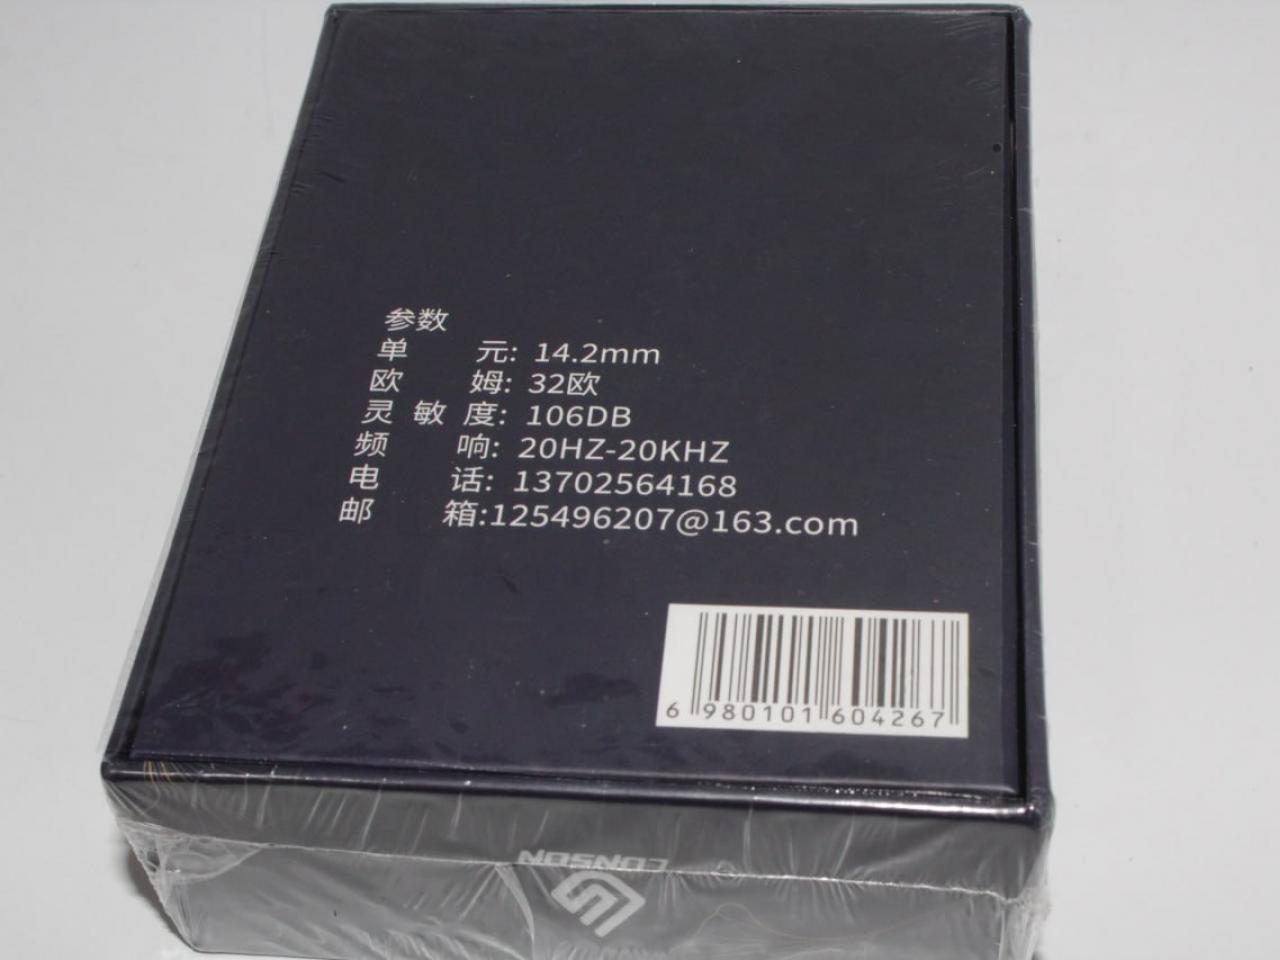 参数
单 元: 14.2mm
欧 姆: 32欧
灵 敏 度: 106DB
频 响: 20HZ-20KHZ
电 话: 13702564168
邮 箱:125496207@163.com
6 980101 604267
CONSON